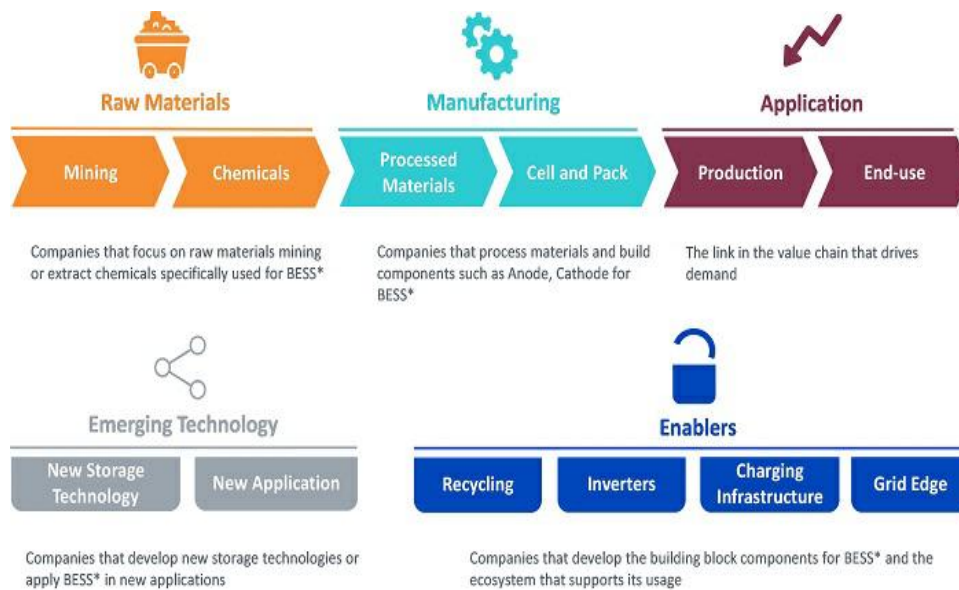 Raw Materials
Manufacturing
Application
Mining
Chemicals
Processed
Materials
Cell and Pack
Production
End-use
Companies that focus on raw materials mining
or extract chemicals specifically used for BESS*
Companies that process materials and build
components such as Anode, Cathode for
BESS*
The link in the value chain that drives
demand
Emerging Technology
Enablers
New Storage
Technology
New Application
Recycling
Inverters
Charging
Infrastructure
Grid Edge
Companies that develop new storage technologies or
apply BESS* in new applications
Companies that develop the building block components for BESS* and the
ecosystem that supports its usage